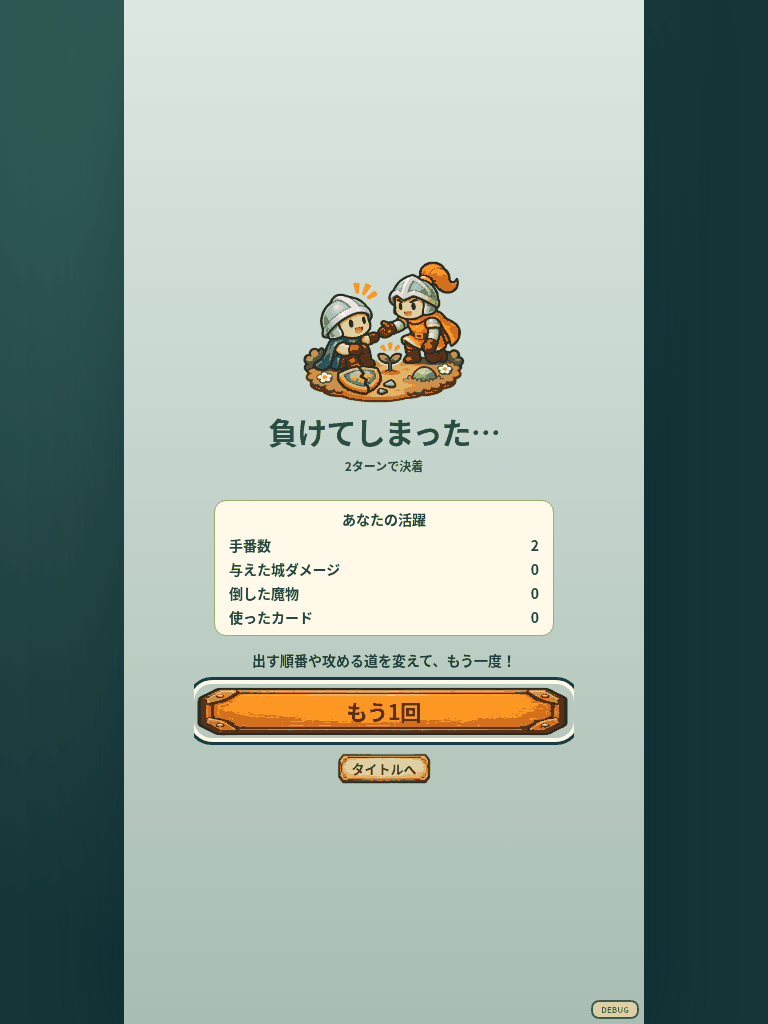 負けてしまった…
2ターンで決着
あなたの活躍
手番数 2
与えた城ダメージ 0
倒した魔物 0
使ったカード 0
出す順番や攻める道を変えて、もう一度！
もう1回
タイトルへ
DEBUG